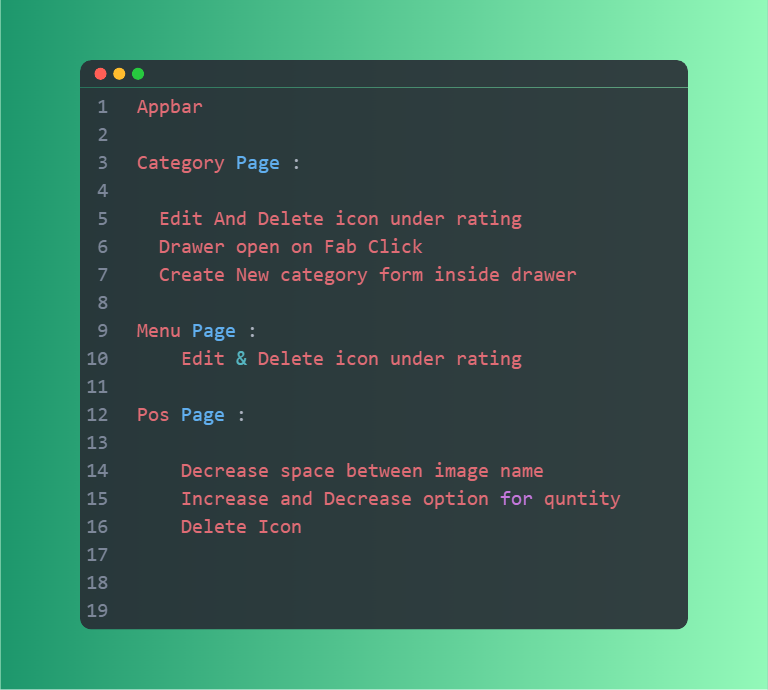 1 Appbar
2
3 Category Page :
4
5 Edit And Delete icon under rating
6 Drawer open on Fab Click
7 Create New category form inside drawer
8
9 Menu Page :
10 Edit & Delete icon under rating
11
12 Pos Page :
13
14 Decrease space between image name
15 Increase and Decrease option for quntity
16 Delete Icon
17
18
19